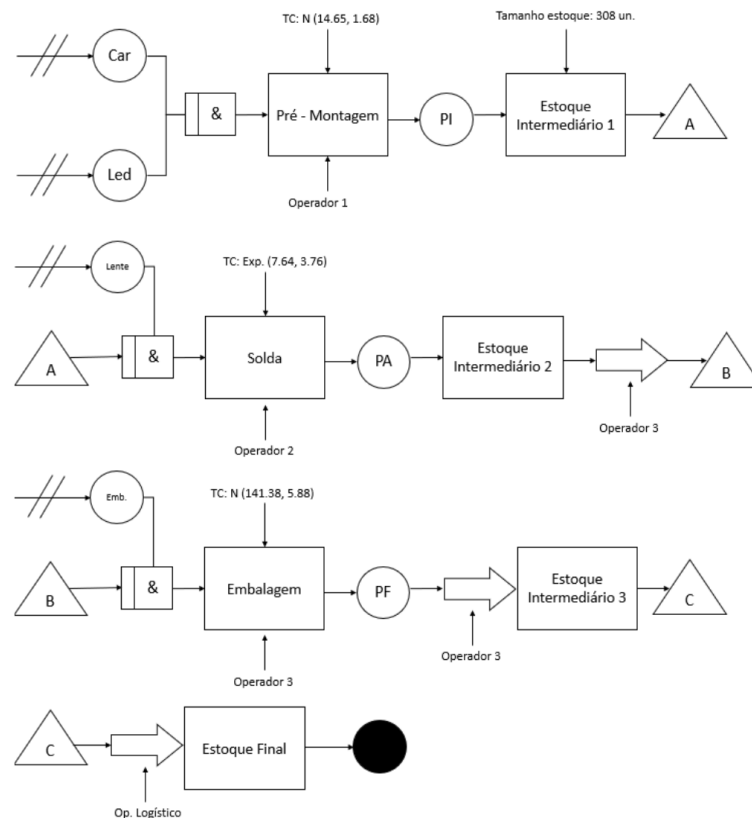 TC: N (14.65, 1.68)
Tamanho estoque: 308 un.
Car
Led
&
Pré - Montagem
PI
Estoque
Intermediário 1
A
Operador 1
Lente
TC: Exp. (7.64, 3.76)
A
&
Solda
PA
Estoque
Intermediário 2
B
Operador 2
Operador 3
Emb.
TC: N (141.38, 5.88)
B
&
Embalagem
PF
Estoque
Intermediário 3
C
Operador 3
Operador 3
C
Estoque Final
Op. Logístico